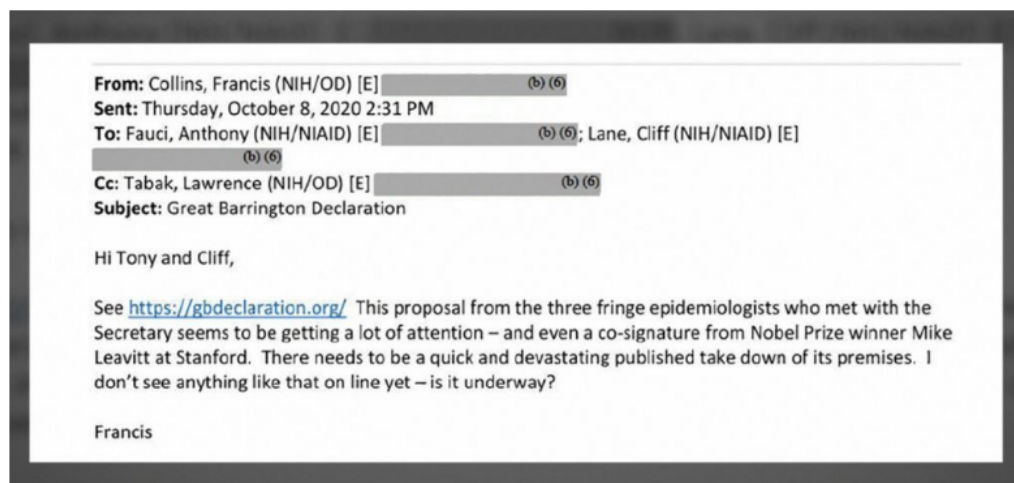 From: Collins, Francis (NIH/OD) [E] (b) (6)
Sent: Thursday, October 8, 2020 2:31 PM
To: Fauci, Anthony (NIH/NIAID) [E] (b) (6); Lane, Cliff (NIH/NIAID) [E]
(b) (6)
Cc: Tabak, Lawrence (NIH/OD) [E] (b) (6)
Subject: Great Barrington Declaration
Hi Tony and Cliff,
See https://gbdeclaration.org/ This proposal from the three fringe epidemiologists who met with the
Secretary seems to be getting a lot of attention – and even a co-signature from Nobel Prize winner Mike
Leavitt at Stanford. There needs to be a quick and devastating published take down of its premises. I
don't see anything like that on line yet – is it underway?
Francis